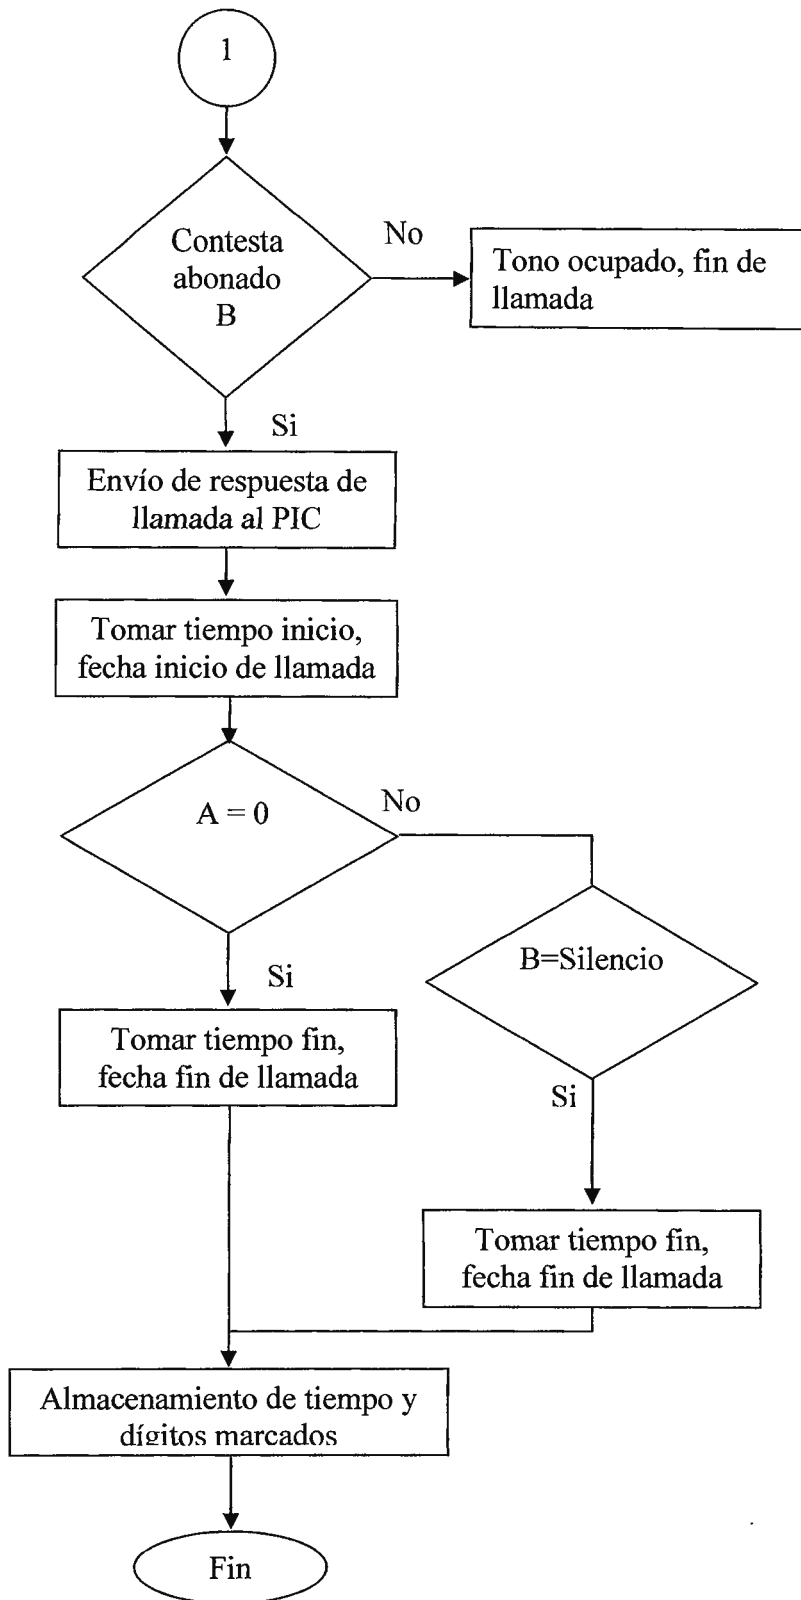 1
Contesta
abonado
B
No
Tono ocupado, fin de
llamada
Si
Envío de respuesta de
llamada al PIC
Tomar tiempo inicio,
fecha inicio de llamada
A = 0
No
B=Silencio
Si
Tomar tiempo fin,
fecha fin de llamada
Si
Tomar tiempo fin,
fecha fin de llamada
Almacenamiento de tiempo y
dígitos marcados
Fin